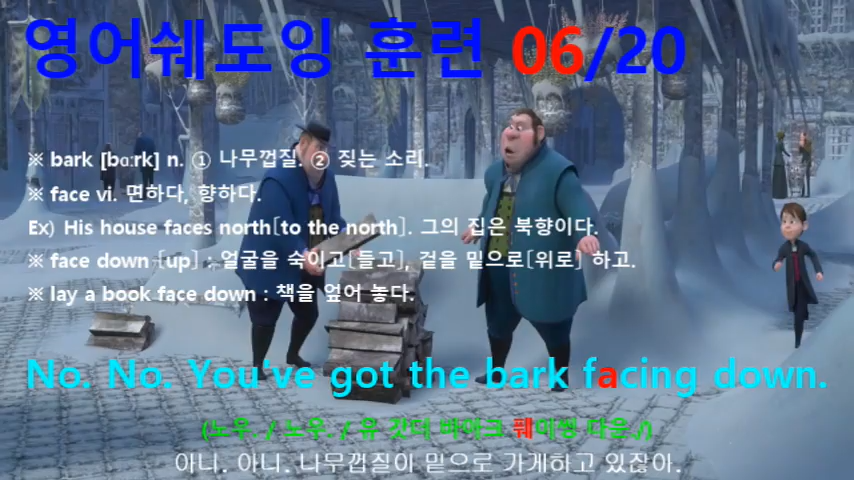 영어쉐도잉 훈련 06/20
※ bark [bɑːrk] n. ① 나무껍질. ② 짖는 소리.
※ face vi. 면하다, 향하다.
Ex) His house faces north[to the north]. 그의 집은 북향이다.
※ face down [up] : 얼굴을 숙이고[들고], 겉을 밑으로[위로] 하고.
※ lay a book face down : 책을 엎어 놓다.
No. No. You've got the bark facing down.
(노우. / 노우. / 유 갓더 바아크 풰이씽 다운./\)
아니. 아니. 나무껍질이 밑으로 가게하고 있잖아.